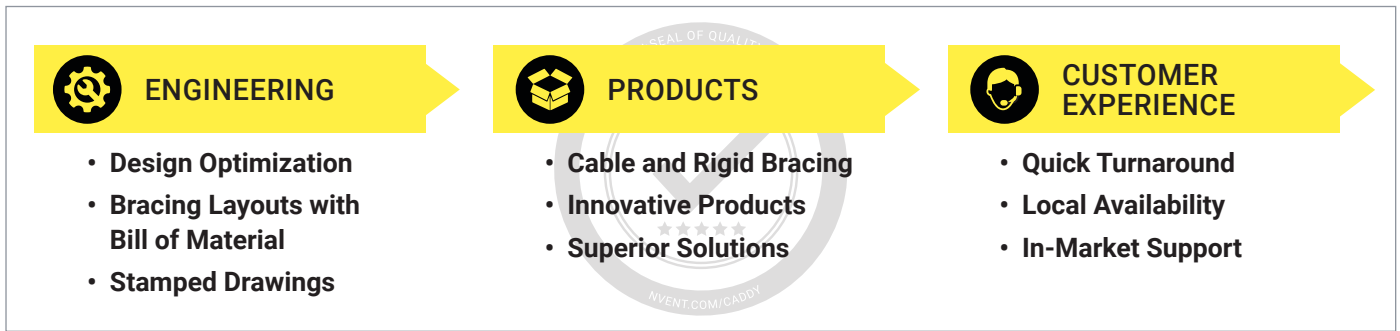 SEAL OF QUALITY
ENGINEERING
• Design Optimization
• Bracing Layouts with
Bill of Material
• Stamped Drawings
PRODUCTS
• Cable and Rigid Bracing
• Innovative Products
• Superior Solutions
CUSTOMER
EXPERIENCE
• Quick Turnaround
• Local Availability
• In-Market Support
NVENT.COM/CADDY